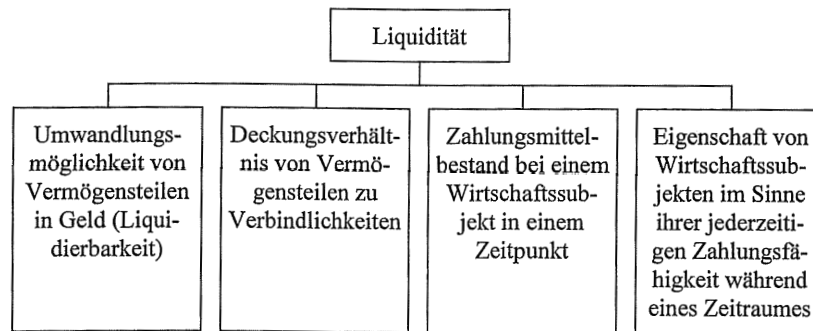 Liquidität
Umwandlungs-
möglichkeit von
Vermögensteilen
in Geld (Liqui-
dierbarkeit)
Deckungsverhält-
nis von Vermö-
gensteilen zu
Verbindlichkeiten
Zahlungsmittel-
bestand bei einem
Wirtschaftssub-
jekt in einem
Zeitpunkt
Eigenschaft von
Wirtschaftssub-
jekten im Sinne
ihrer jederzeiti-
gen Zahlungsfä-
higkeit während
eines Zeitraumes